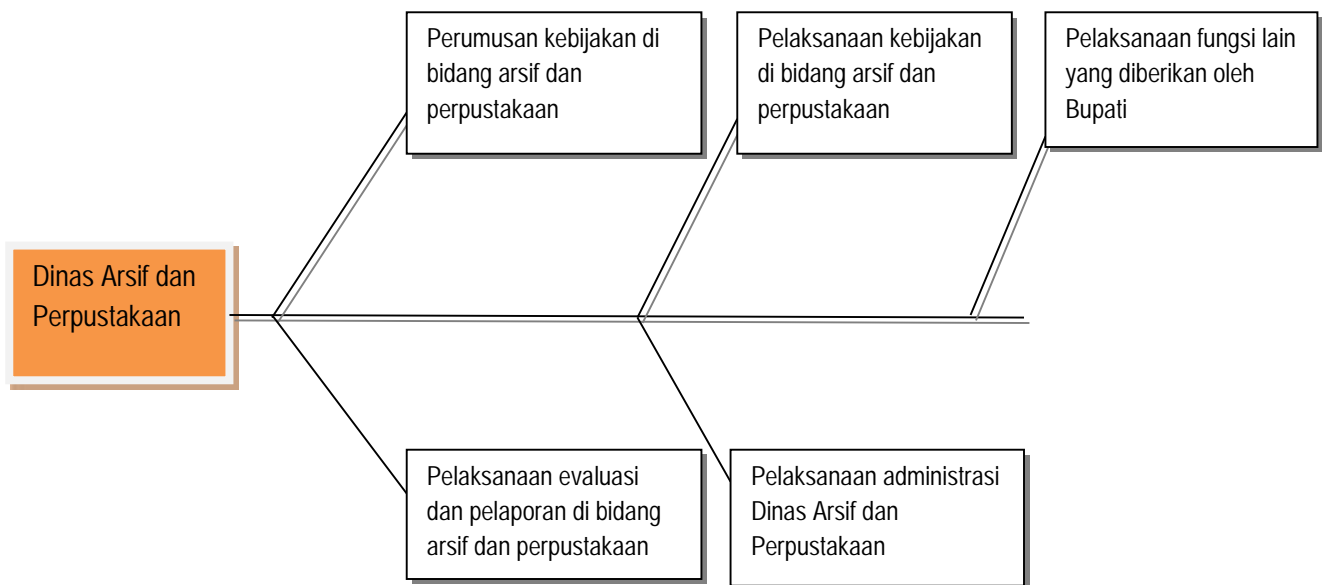 Perumusan kebijakan di
bidang arsif dan
perpustakaan
Pelaksanaan kebijakan
di bidang arsif dan
perpustakaan
Pelaksanaan fungsi lain
yang diberikan oleh
Bupati
Dinas Arsif dan
Perpustakaan
Pelaksanaan evaluasi
dan pelaporan di bidang
arsif dan perpustakaan
Pelaksanaan administrasi
Dinas Arsif dan
Perpustakaan